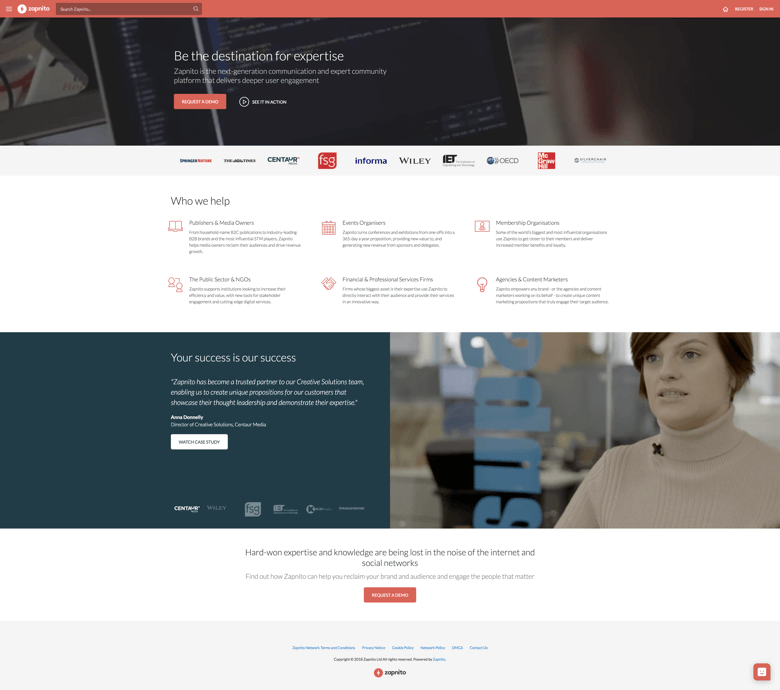 zapnito
Search Zapnito...
REGISTER
SIGN IN
Be the destination for expertise
Zapnito is the next-generation communication and expert community
platform that delivers deeper user engagement
REQUEST A DEMO
SEE IT IN ACTION
SPRINGER NATURE
CENTAUR
MEDIA
fsg
informa
WILEY
IET
OECD
Mc
Graw
Hill
SILVERCHAIR
Who we help
Publishers & Media Owners
From household-name B2C publications to industry-leading
B2B brands and the most influential STM players, Zapnito
helps media owners reclaim their audiences and drive revenue
growth.
Events Organisers
Zapnito turns conferences and exhibitions from one offs into a
365 day a year proposition, providing new value to, and
generating new revenue from sponsors and delegates.
Membership Organisations
Some of the world's biggest and most influential organisations
use Zapnito to get closer to their members and deliver
increased member benefits and loyalty.
The Public Sector & NGOs
Zapnito supports institutions looking to increase their
efficiency and value, with new tools for stakeholder
engagement and cutting edge digital services.
Financial & Professional Services Firms
Firms whose biggest asset is their expertise use Zapnito to
directly interact with their audience and provide their services
in an innovative way.
Agencies & Content Marketers
Zapnito empowers any brand - or the agencies and content
marketers working on its behalf - to create unique content
marketing propositions that truly engage their target audience.
Your success is our success
"Zapnito has become a trusted partner to our Creative Solutions team,
enabling us to create unique propositions for our customers that
showcase their thought leadership and demonstrate their expertise."
Anna Donnelly
Director of Creative Solutions, Centaur Media
WATCH CASE STUDY
CENTAUR
MEDIA
WILEY
fsg
IET
SPRINGER NATURE
Hard-won expertise and knowledge are being lost in the noise of the internet and
social networks
Find out how Zapnito can help you reclaim your brand and audience and engage the people that matter
REQUEST A DEMO
Zapnito Network Terms and Conditions
Privacy Notice
Cookie Policy
Network Policy
DMCA
Contact Us
Copyright © 2018 Zapnito Ltd All rights reserved. Powered by Zapnito.
zapnito